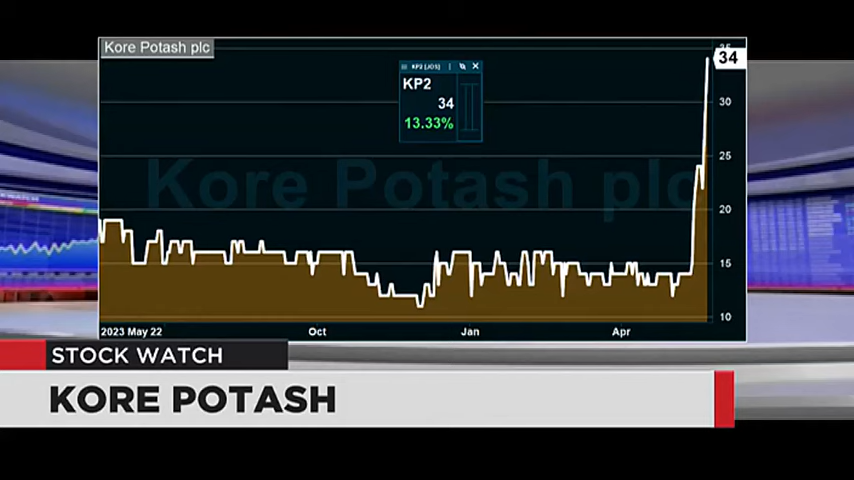 Kore Potash plc
35
34
KP2 [JOS]
KP2
34
13.33%
30
25
Kore Potash plc
20
15
10
2023 May 22
Oct
Jan
Apr
STOCK WATCH
KORE POTASH